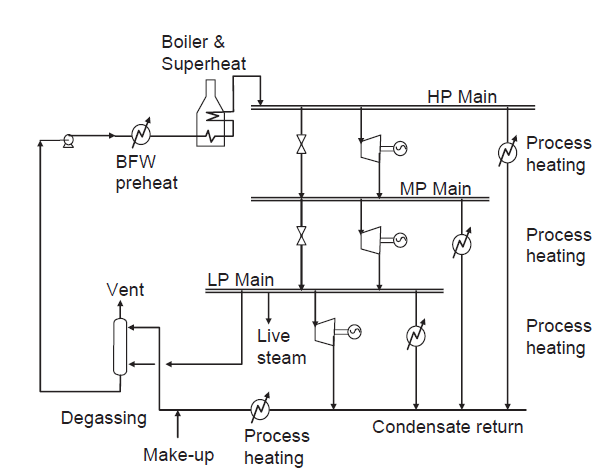 Boiler &
Superheat
HP Main
BFW
preheat
Process
heating
MP Main
Process
heating
LP Main
Vent
Live
steam
Process
heating
Degassing
Condensate return
Make-up
Process
heating